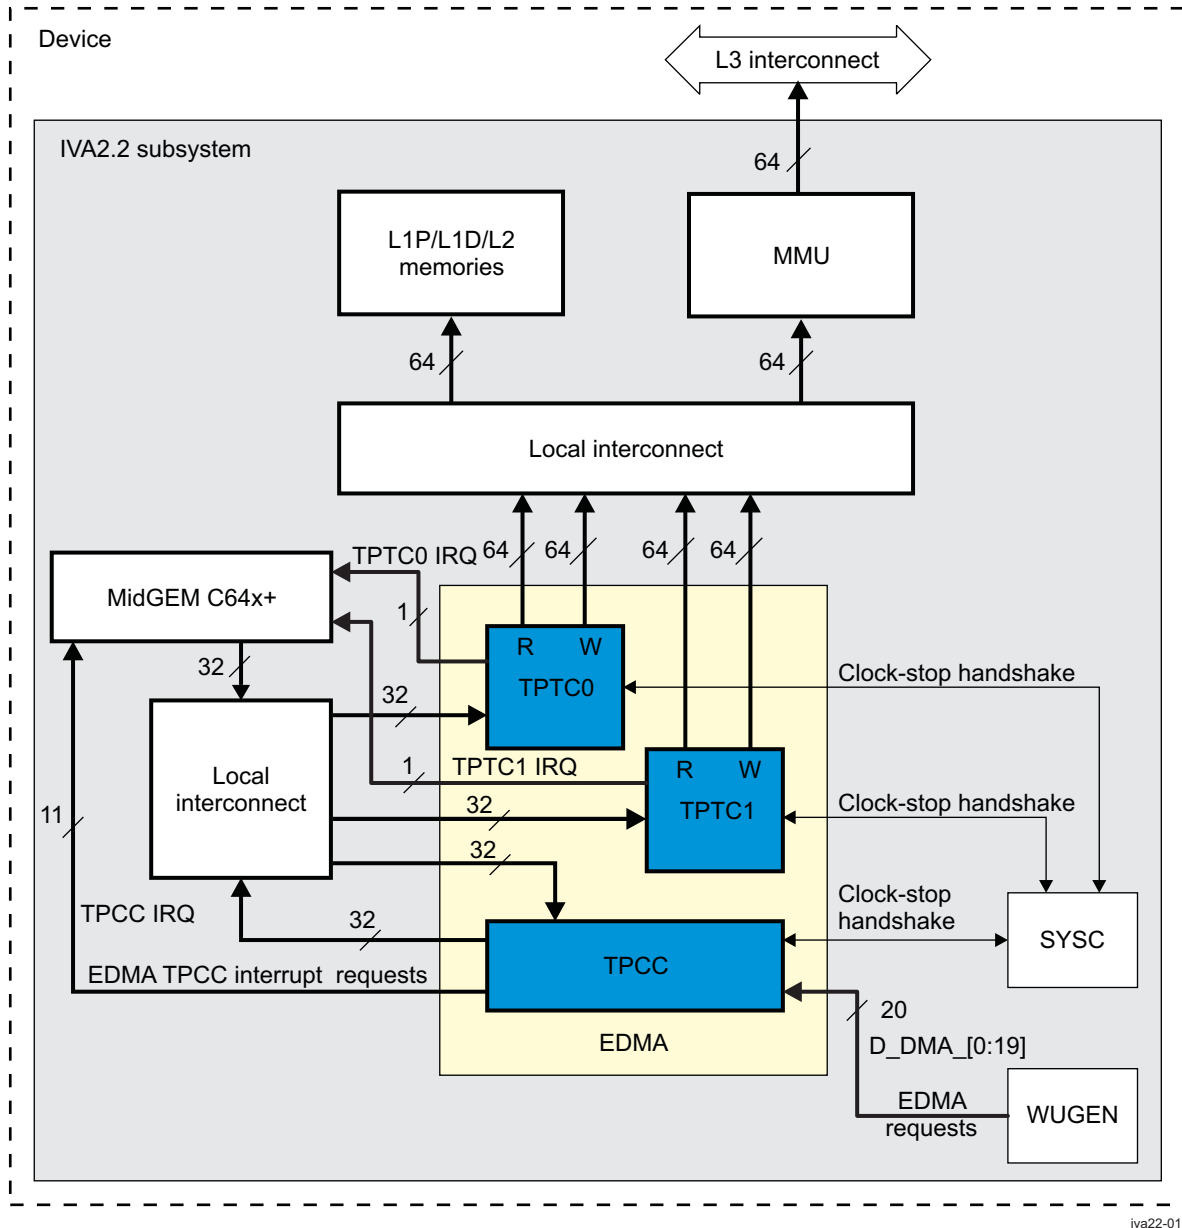 Device
L3 interconnect
IVA2.2 subsystem
64
L1P/L1D/L2
memories
MMU
64
64
Local interconnect
TPTC0 IRQ
64
64
64
64
MidGEM C64x+
1
R W
TPTC0
Clock-stop handshake
32
32
TPTC1 IRQ
1
R W
TPTC1
Local
interconnect
Clock-stop handshake
11
32
32
Clock-stop
handshake
TPCC IRQ
32
SYSC
TPCC
EDMA TPCC interrupt requests
20
EDMA
D_DMA_[0:19]
EDMA
requests
WUGEN
iva22-01